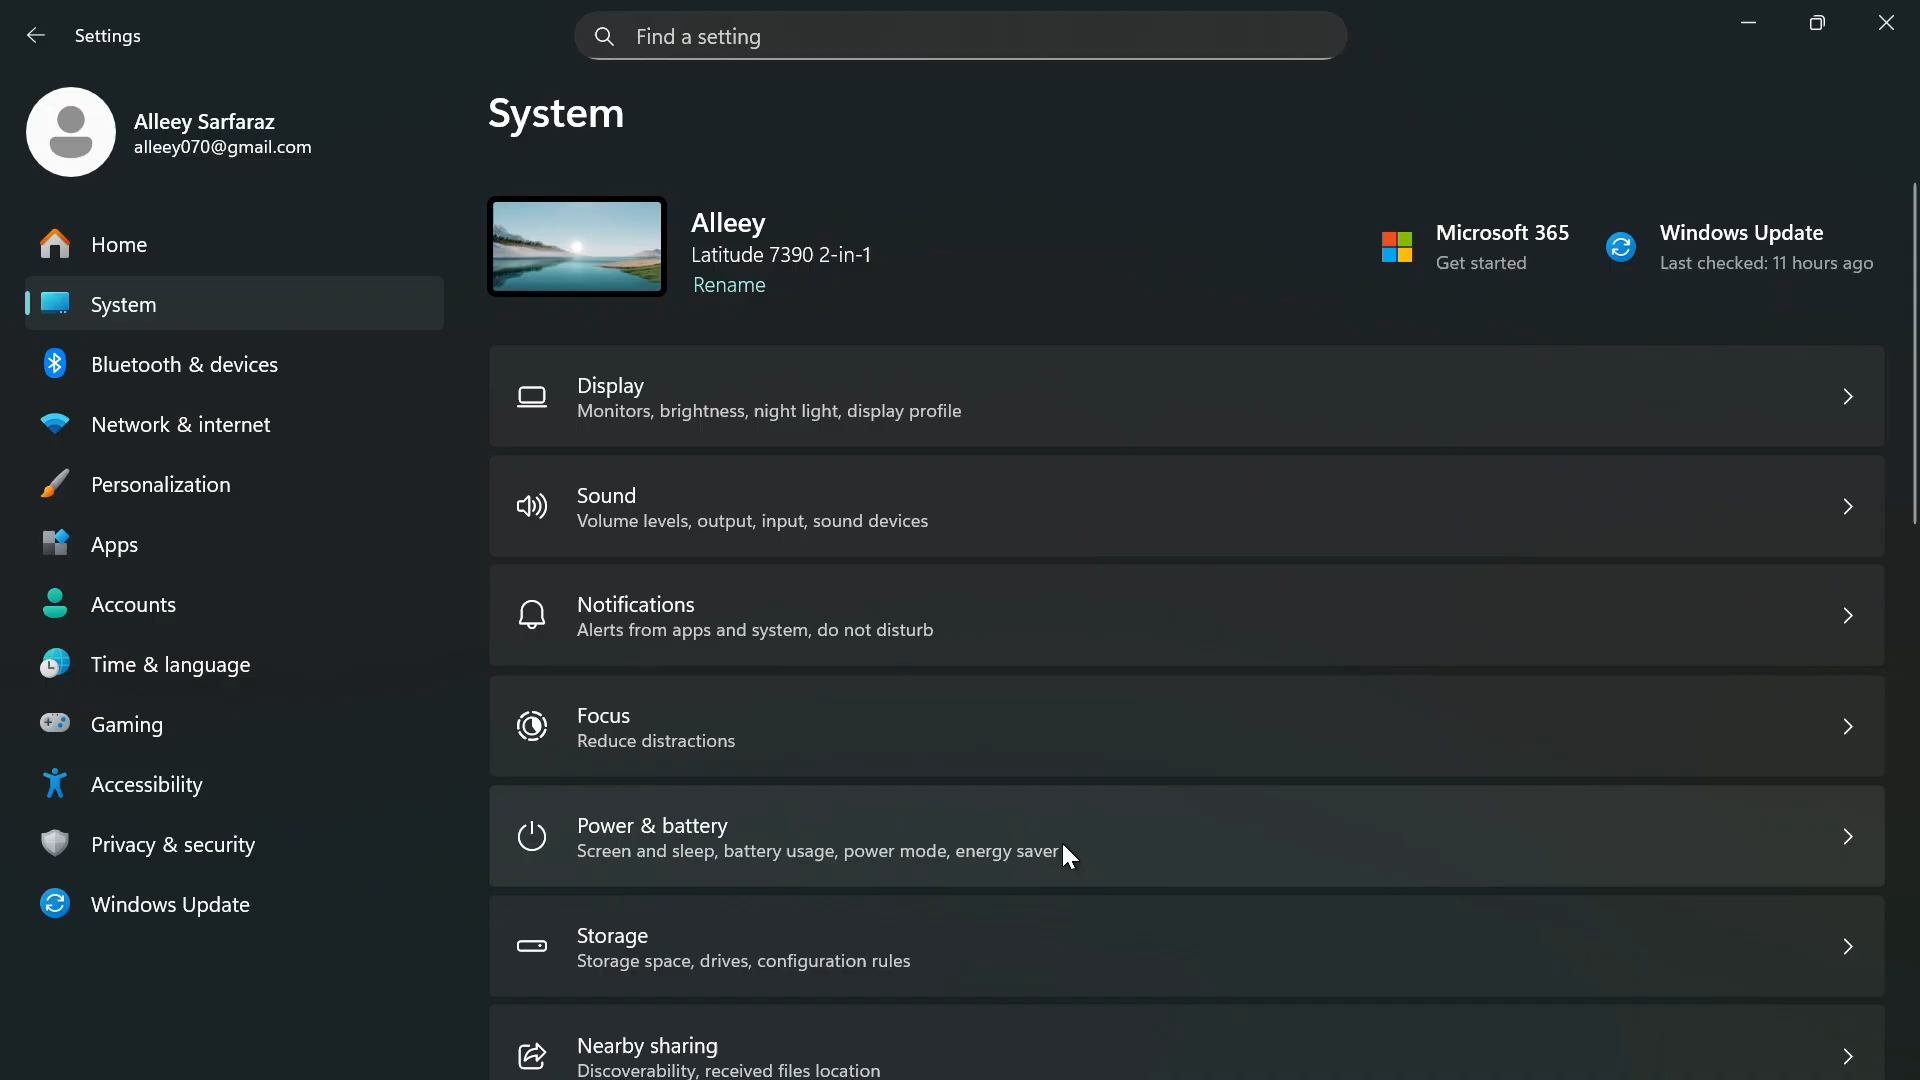 Settings
Find a setting
Alleey Sarfaraz
alleey070@gmail.com
Home
System
Bluetooth & devices
Network & internet
Personalization
Apps
Accounts
Time & language
Gaming
Accessibility
Privacy & security
Windows Update
System
Alleey
Latitude 7390 2-in-1
Rename
Microsoft 365
Get started
Windows Update
Last checked: 11 hours ago
Display
Monitors, brightness, night light, display profile
Sound
Volume levels, output, input, sound devices
Notifications
Alerts from apps and system, do not disturb
Focus
Reduce distractions
Power & battery
Screen and sleep, battery usage, power mode, energy saver
Storage
Storage space, drives, configuration rules
Nearby sharing
Discoverability, received files location